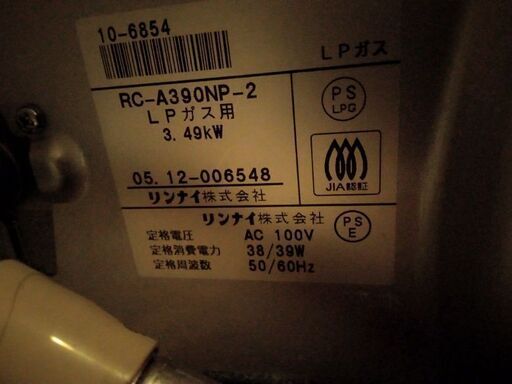 10-6854
LPガス
RC-A390NP-2
LPガス用
3.49kW
PS
LPG
JIA認証
05.12-006548
リンナイ株式会社
リンナイ株式会社
定格電圧 AC 100V
定格消費電力 38/39W
定格周波数 50/60Hz
PS
E